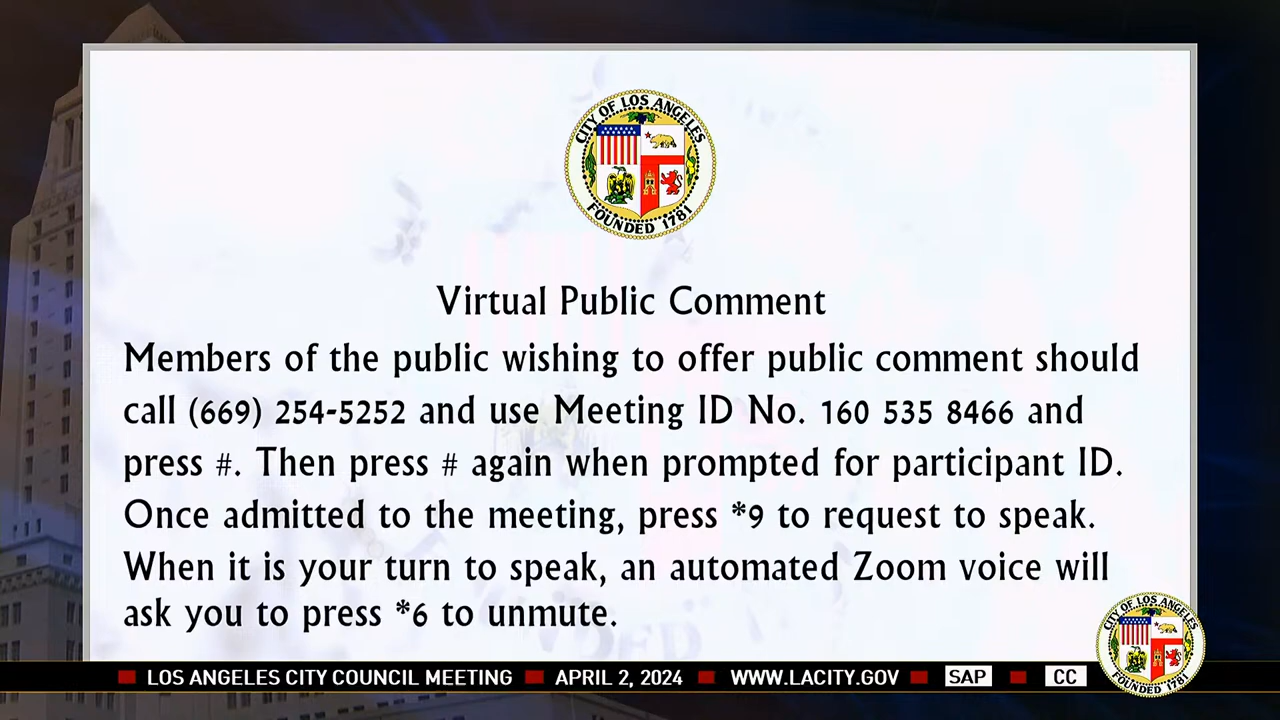 CITY OF LOS ANGELES
FOUNDED 1781
Virtual Public Comment
Members of the public wishing to offer public comment should
call (669) 254-5252 and use Meeting ID No. 160 535 8466 and
press #. Then press # again when prompted for participant ID.
Once admitted to the meeting, press *9 to request to speak.
When it is your turn to speak, an automated Zoom voice will
ask you to press *6 to unmute.
CITY OF LOS ANGELES
FOUNDED 1781
LOS ANGELES CITY COUNCIL MEETING APRIL 2, 2024 WWW.LACITY.GOV SAP CC